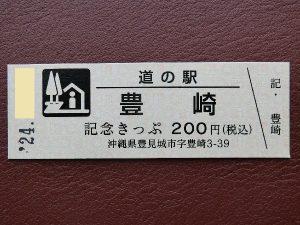 道の駅
豊崎
記念きっぷ 200円(税込)
沖縄県豊見城市字豊崎3-39
記・豊崎
'24.